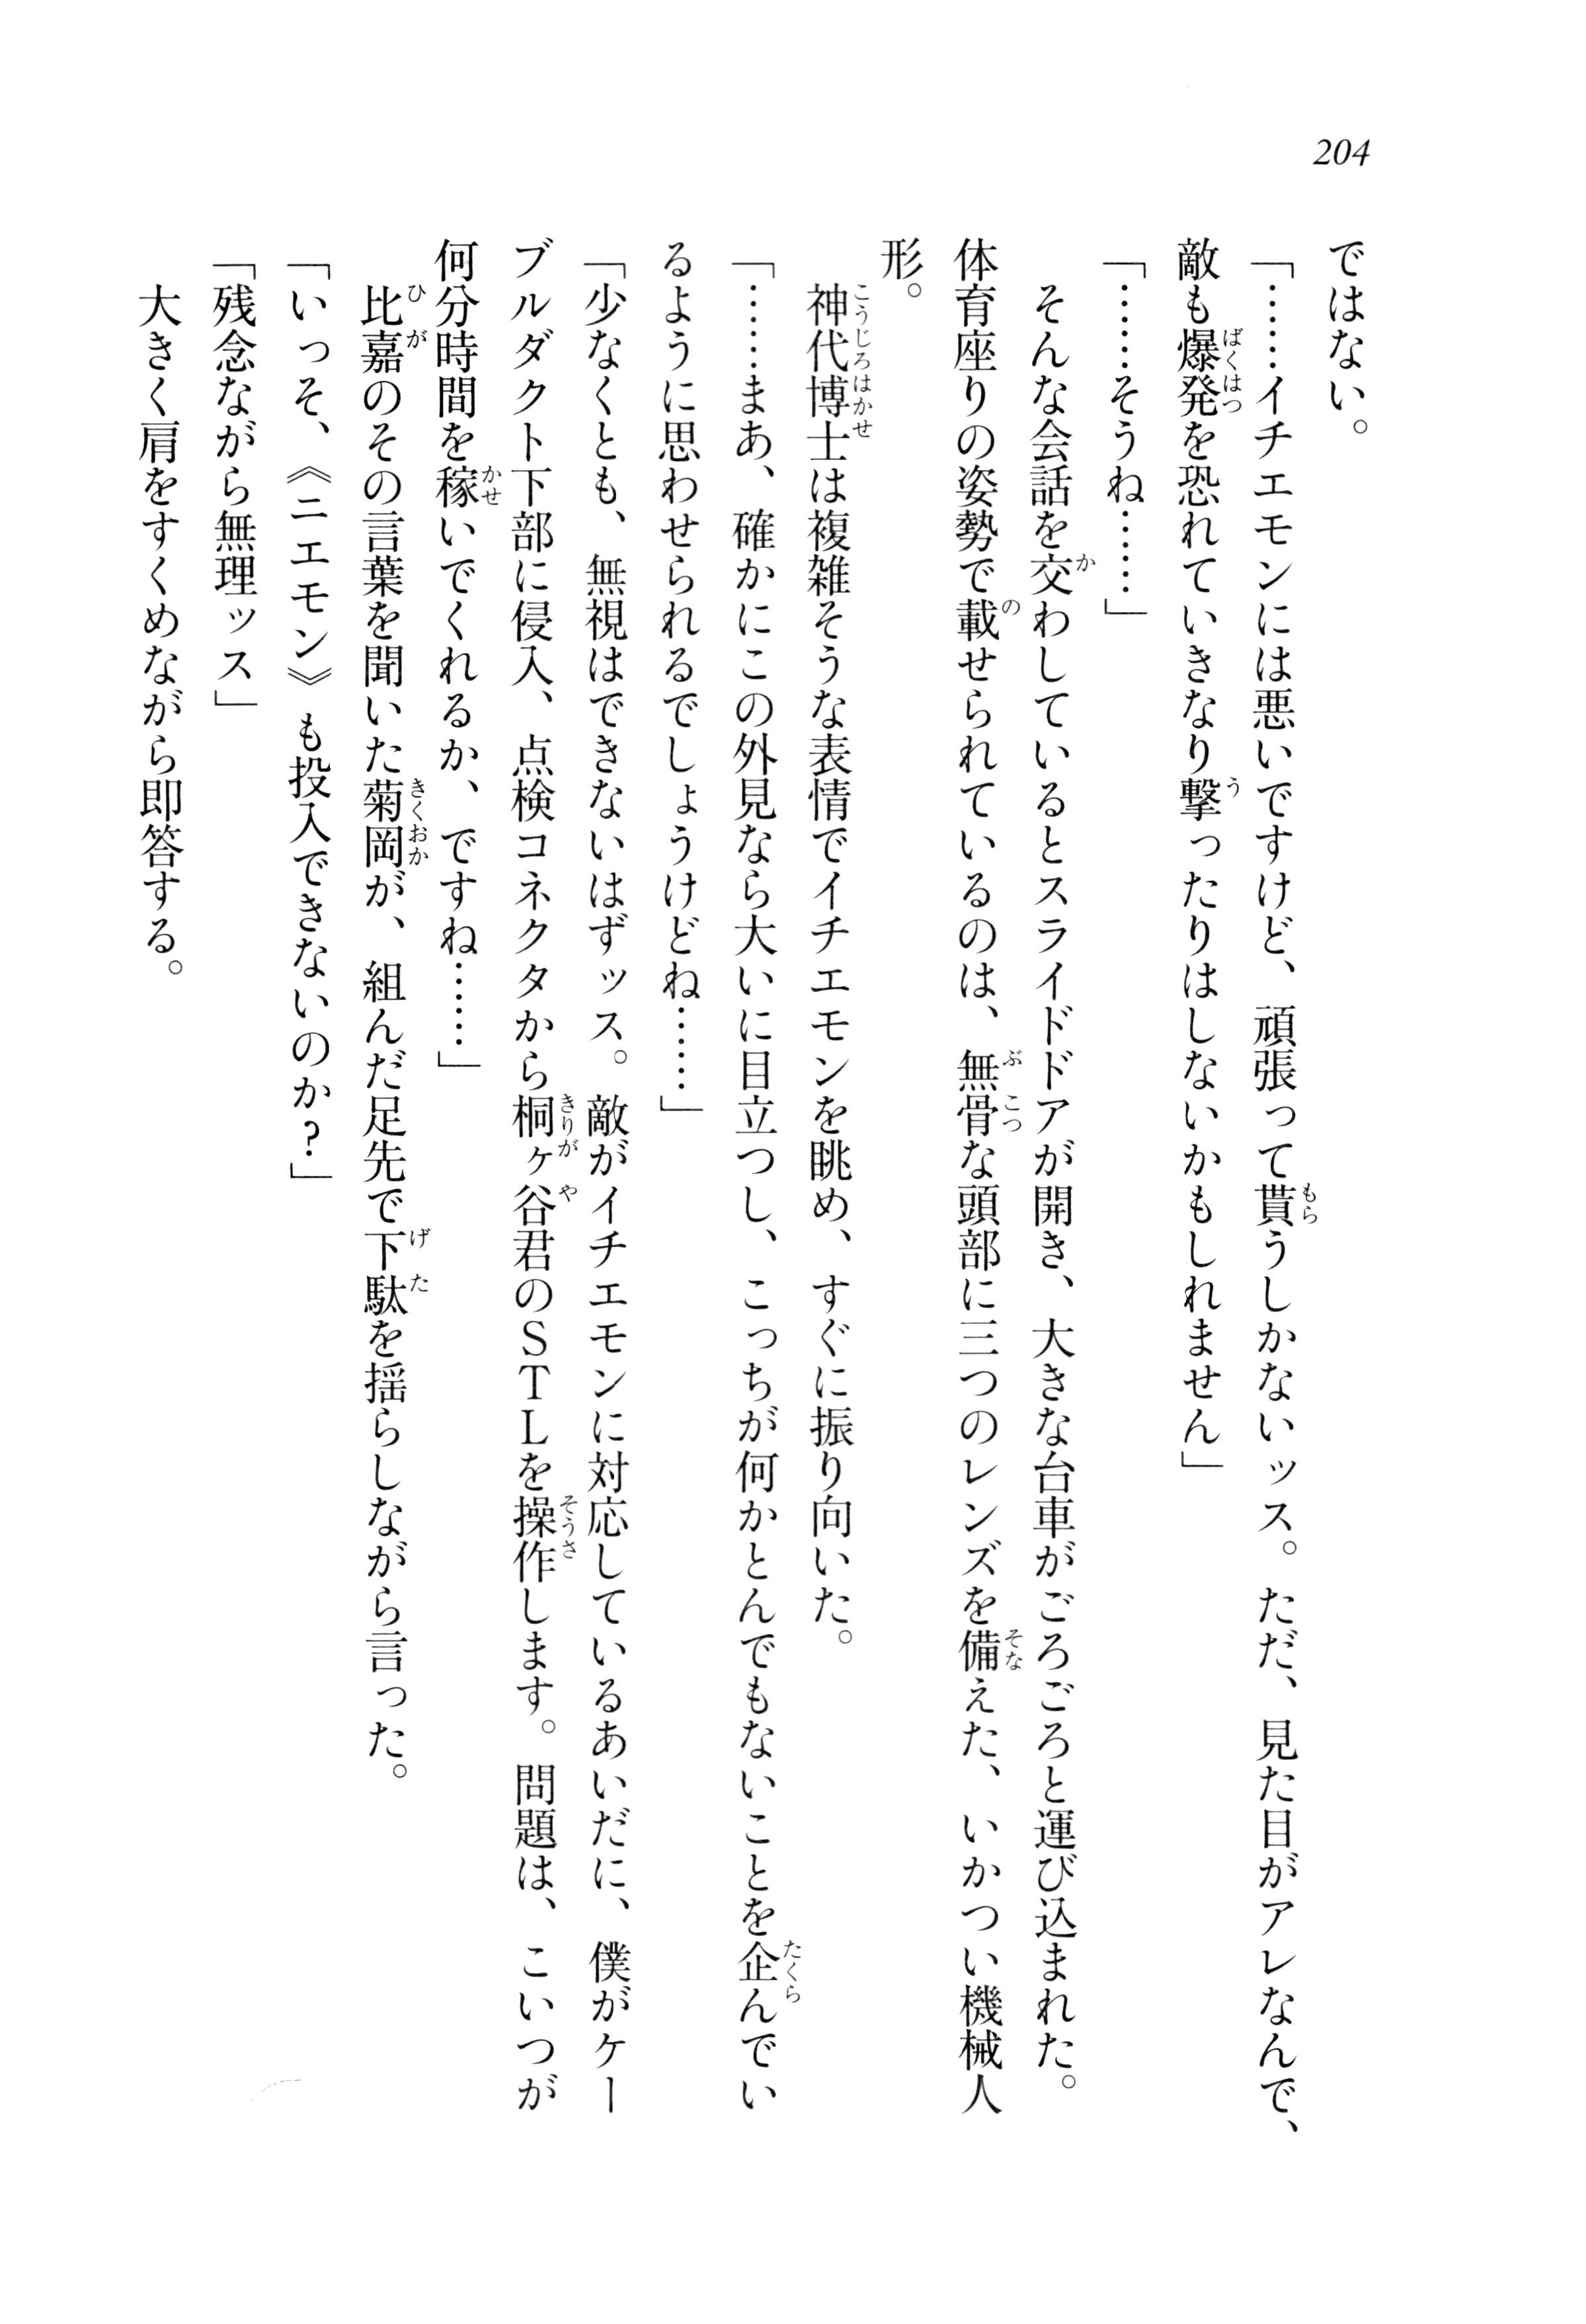 204
ではない。
「……イチエモンには悪いですけど、頑張って貰うしかないッス。ただ、見た目がアレなんで、
敵も爆発を恐れていきなり撃ったりはしないかもしれません」
「……そうね……」
　そんな会話を交わしているとスライドドアが開き、大きな台車がごろごろと運び込まれた。
体育座りの姿勢で載せられているのは、無骨な頭部に三つのレンズを備えた、いかつい機械人
形。
　神代博士は複雑そうな表情でイチエモンを眺め、すぐに振り向いた。
「……まあ、確かにこの外見なら大いに目立つし、こっちが何かとんでもないことを企んでい
るように思わせられるでしょうけどね……」
「少なくとも、無視はできないはずッス。敵がイチエモンに対応しているあいだに、僕がケー
ブルダクト下部に侵入、点検コネクタから桐ヶ谷君のＳＴＬを操作します。問題は、こいつが
何分時間を稼いでくれるか、ですね……」
　比嘉のその言葉を聞いた菊岡が、組んだ足先で下駄を揺らしながら言った。
「いっそ、《ニエモン》も投入できないのか？」
「残念ながら無理ッス」
　大きく肩をすくめながら即答する。